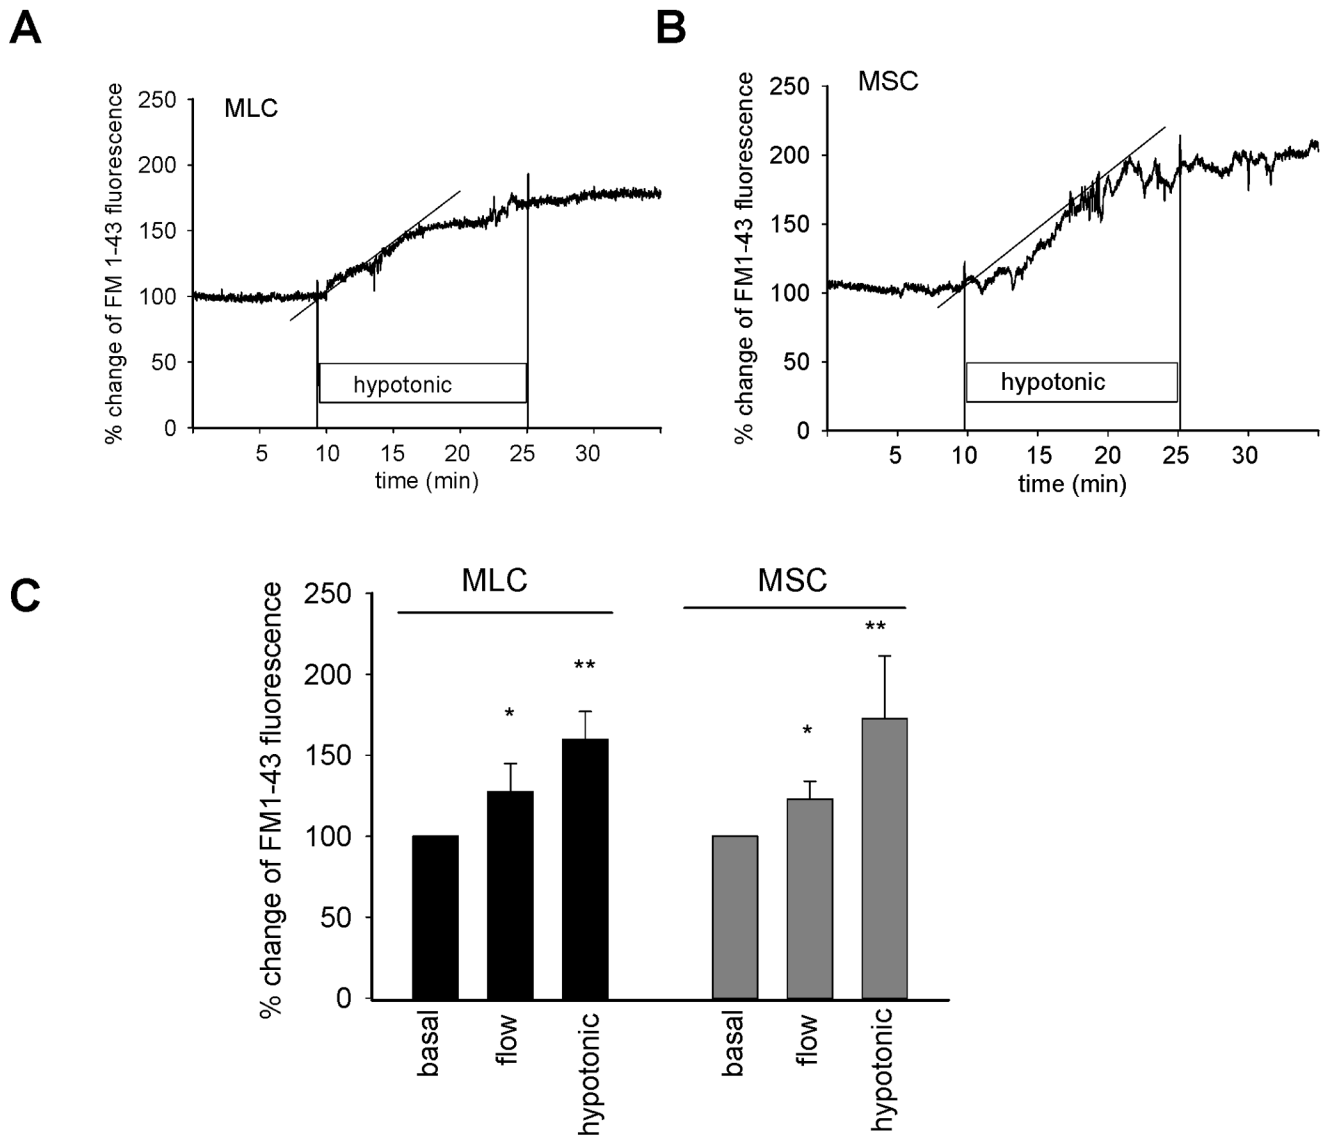 A
B
% change of FM 1-43 fluorescence
250
200
150
100
50
0
MLC
hypotonic
5 10 15 20 25 30
time (min)
% change of FM1-43 fluorescence
250
200
150
100
50
0
MSC
hypotonic
5 10 15 20 25 30
time (min)
C
% change of FM1-43 fluorescence
250
200
150
100
50
0
MLC
MSC
*
**
*
**
basal
flow
hypotonic
basal
flow
hypotonic